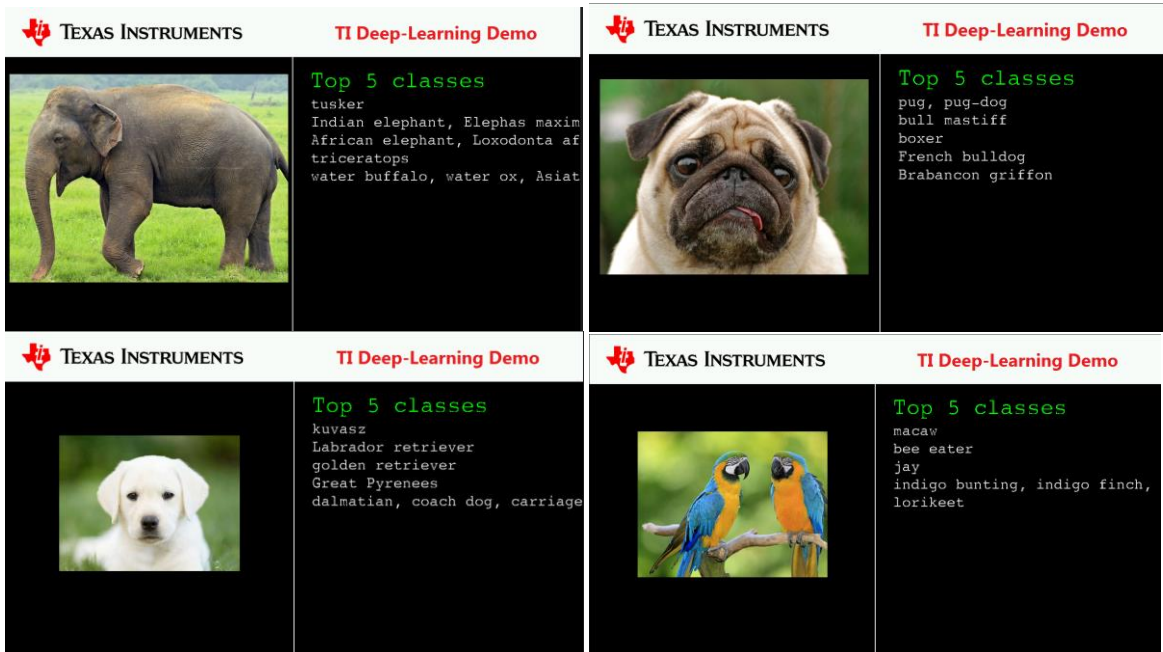 TEXAS INSTRUMENTS
TI Deep-Learning Demo
Top 5 classes
tusker
Indian elephant, Elephas maxim
African elephant, Loxodonta af
triceratops
water buffalo, water ox, Asiat
TEXAS INSTRUMENTS
TI Deep-Learning Demo
Top 5 classes
pug, pug-dog
bull mastiff
boxer
French bulldog
Brabancon griffon
TEXAS INSTRUMENTS
TI Deep-Learning Demo
Top 5 classes
kuvasz
Labrador retriever
golden retriever
Great Pyrenees
dalmatian, coach dog, carriage
TEXAS INSTRUMENTS
TI Deep-Learning Demo
Top 5 classes
macaw
bee eater
jay
indigo bunting, indigo finch,
lorikeet